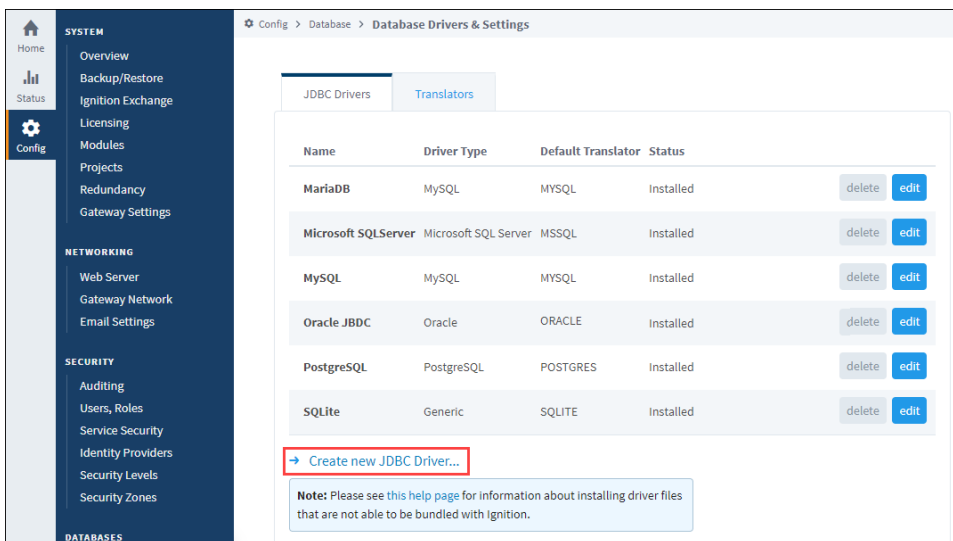 Home
Status
Config
SYSTEM
Overview
Backup/Restore
Ignition Exchange
Licensing
Modules
Projects
Redundancy
Gateway Settings
NETWORKING
Web Server
Gateway Network
Email Settings
SECURITY
Auditing
Users, Roles
Service Security
Identity Providers
Security Levels
Security Zones
DATABASES
Config > Database > Database Drivers & Settings
JDBC Drivers Translators
Name Driver Type Default Translator Status
MariaDB MySQL MYSQL Installed delete edit
Microsoft SQLServer Microsoft SQL Server MSSQL Installed delete edit
MySQL MySQL MYSQL Installed delete edit
Oracle JBDC Oracle ORACLE Installed delete edit
PostgreSQL PostgreSQL POSTGRES Installed delete edit
SQLite Generic SQLITE Installed delete edit
→ Create new JDBC Driver...
Note: Please see this help page for information about installing driver files
that are not able to be bundled with Ignition.